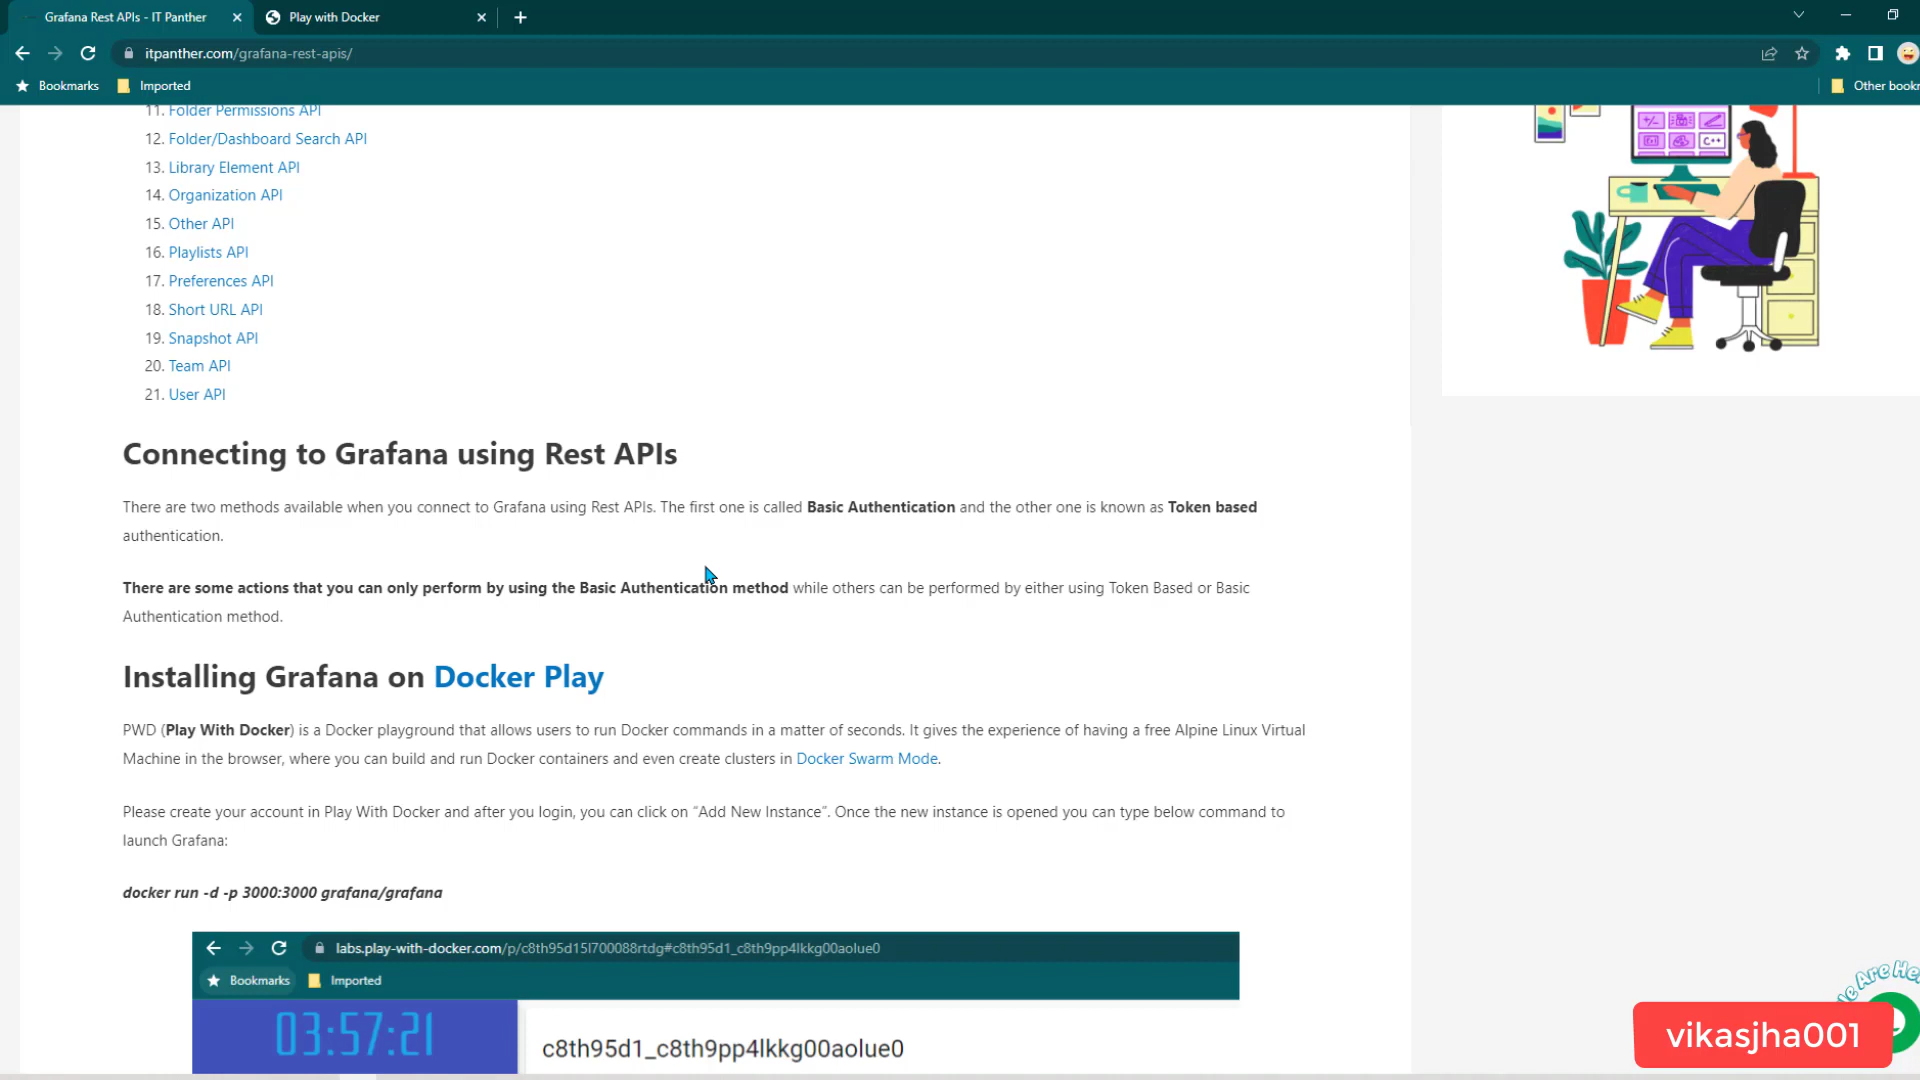 Grafana Rest APIs - IT Panther
Play with Docker
itpanther.com/grafana-rest-apis/
Bookmarks
Imported
Other bookr
11. Folder Permissions API
12. Folder/Dashboard Search API
13. Library Element API
14. Organization API
15. Other API
16. Playlists API
17. Preferences API
18. Short URL API
19. Snapshot API
20. Team API
21. User API
C++
Connecting to Grafana using Rest APIs
There are two methods available when you connect to Grafana using Rest APIs. The first one is called Basic Authentication and the other one is known as Token based
authentication.
There are some actions that you can only perform by using the Basic Authentication method while others can be performed by either using Token Based or Basic
Authentication method.
Installing Grafana on Docker Play
PWD (Play With Docker) is a Docker playground that allows users to run Docker commands in a matter of seconds. It gives the experience of having a free Alpine Linux Virtual
Machine in the browser, where you can build and run Docker containers and even create clusters in Docker Swarm Mode.
Please create your account in Play With Docker and after you login, you can click on “Add New Instance”. Once the new instance is opened you can type below command to
launch Grafana:
docker run -d -p 3000:3000 grafana/grafana
labs.play-with-docker.com/p/c8th95d15l700088rtdg#c8th95d1_c8th9pp4lkkg00aolue0
Bookmarks
Imported
03:57:21
c8th95d1_c8th9pp4lkkg00aolue0
Are He
vikasjha001